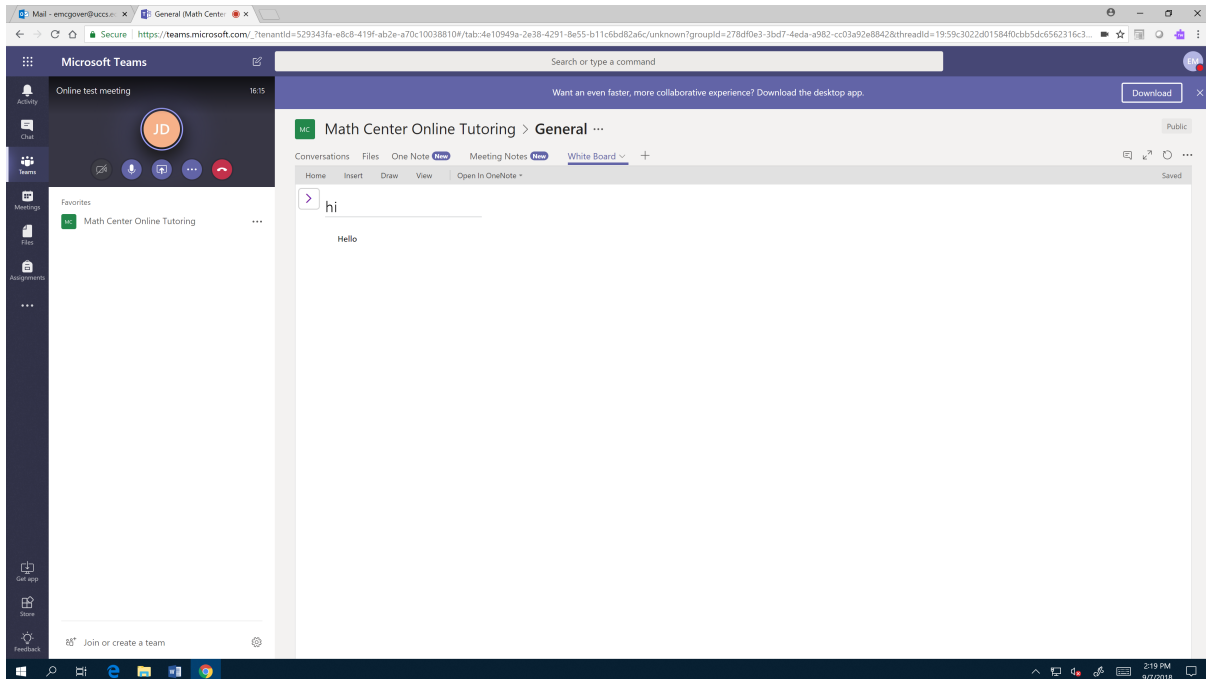 Mail - emcgover@uccs.e
General (Math Center
Secure
https://teams.microsoft.com/_?tenantId=529343fa-e8c8-419f-ab2e-a70c10038810#/tab::4e10949a-2e38-4291-8e55-b11c6bd82a6c/unknown?groupId=278df0e3-3bd7-4eda-a982-cc03a92e8842&threadId=19:59c3022d01584f0cbb5dc6562316c3...
Microsoft Teams
Search or type a command
EM
Activity
Chat
Teams
Meetings
Files
Assignments
Get app
Store
Feedback
Online test meeting
16:15
JD
Favorites
MC
Math Center Online Tutoring
Join or create a team
Want an even faster, more collaborative experience? Download the desktop app.
Download
MC
Math Center Online Tutoring > General
Public
Conversations Files One Note New Meeting Notes New White Board
Home Insert Draw View Open In OneNote
Saved
hi
Hello
2:19 PM
9/7/2018